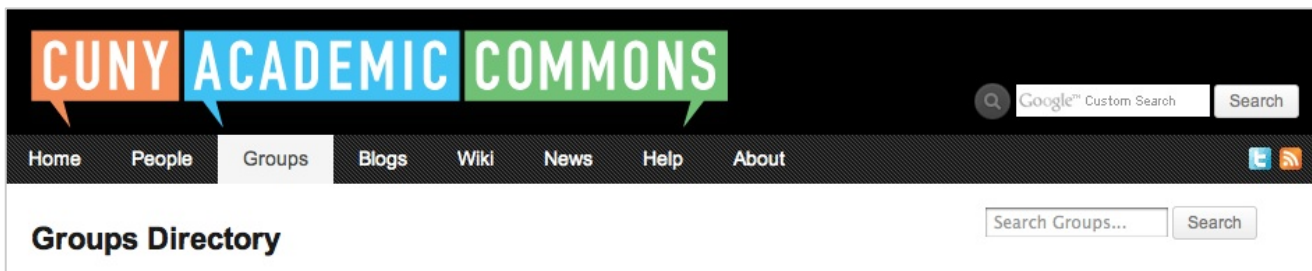 CUNY ACADEMIC COMMONS
Google™ Custom Search Search
Home People Groups Blogs Wiki News Help About
Search Groups... Search
Groups Directory